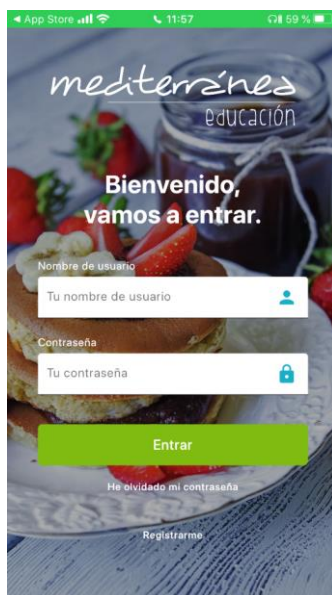 App Store 11:57 59 %
mediterránea
educación
Bienvenido,
vamos a entrar.
Nombre de usuario
Tu nombre de usuario
Contraseña
Tu contraseña
Entrar
He olvidado mi contraseña
Registrarme